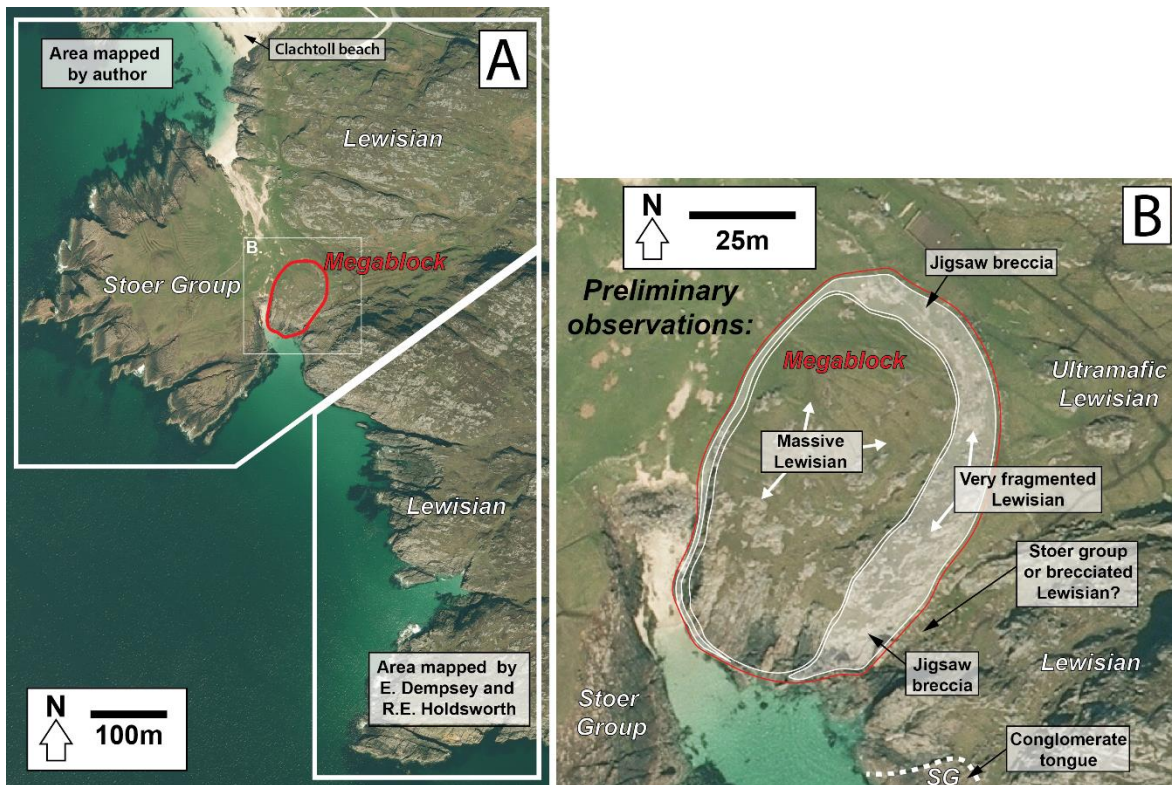 Area mapped
by author
Clachtoll beach
A
Lewisian
B.
Megablock
Stoer Group
Lewisian
Area mapped by
E. Dempsey and
R.E. Holdsworth
N
100m
N
25m
B
Jigsaw breccia
Preliminary
observations:
Megablock
Ultramafic
Lewisian
Massive
Lewisian
Very fragmented
Lewisian
Stoer group
or brecciated
Lewisian?
Lewisian
Jigsaw
breccia
Stoer
Group
Conglomerate
tongue
SG